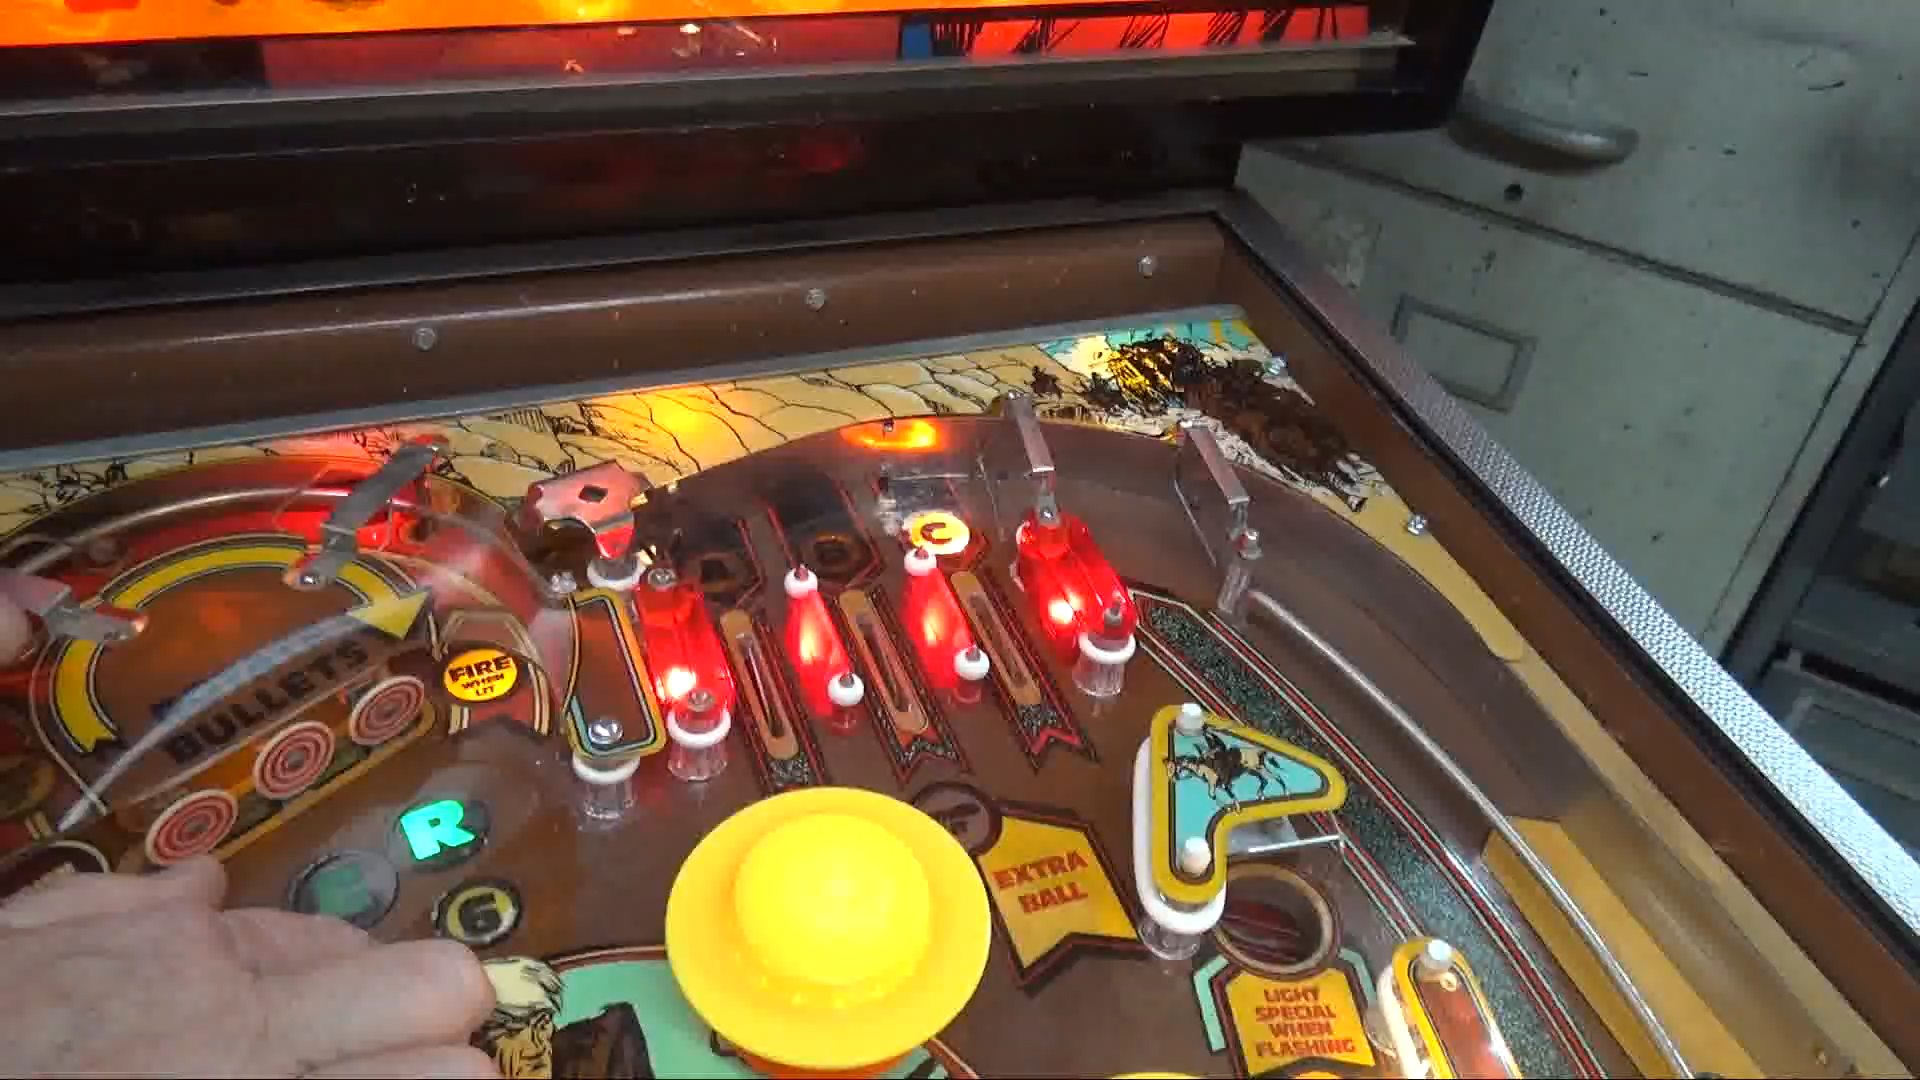 A
B
C
FIRE
WHEN
LIT
BULLETS
R
E
G
EXTRA
BALL
LIGHT
SPECIAL
WHEN
FLASHING